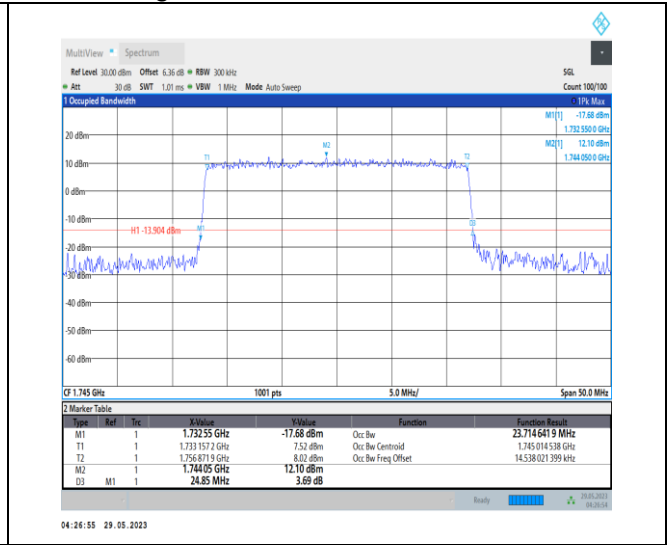 MultiView Spectrum
Ref Level 30.00 dBm Offset 6.36 dB RBW 300 kHz SGL
Att 30 dB SWT 1.01 ms VBW 1 MHz Mode Auto Sweep Count 100/100
1 Occupied Bandwidth 1Pk Max
M1[1] -17.68 dBm
1.732 550 0 GHz
M2[1] 12.10 dBm
1.744 050 0 GHz
20 dBm
M2
T1 T2
10 dBm
0 dBm
-10 dBm
D3
H1 -13.904 dBm M1
-20 dBm
-30 dBm
-40 dBm
-50 dBm
-60 dBm
CF 1.745 GHz 1001 pts 5.0 MHz/ Span 50.0 MHz
2 Marker Table
Type Ref Trc X-Value Y-Value Function Function Result
M1 1 1.732 55 GHz -17.68 dBm Occ Bw 23.714 641 9 MHz
T1 1 1.733 157 2 GHz 7.52 dBm Occ Bw Centroid 1.745 014 538 GHz
T2 1 1.756 871 9 GHz 8.02 dBm Occ Bw Freq Offset 14.538 021 399 kHz
M2 1 1.744 05 GHz 12.10 dBm
D3 M1 1 24.85 MHz 3.69 dB
Ready 29.05.2023
04:26:54
04:26:55 29.05.2023